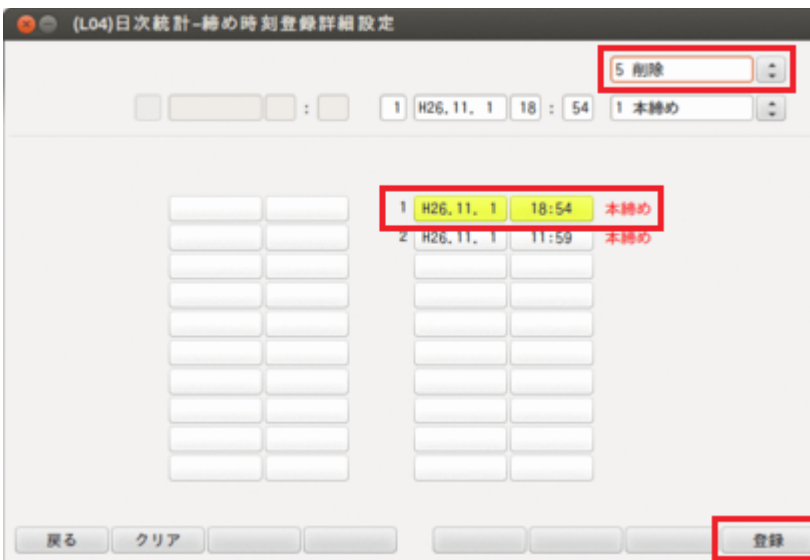 (L04)日次統計-締め時刻登録詳細設定
5 削除
: 1 H26.11. 1 18 : 54 1 本締め
1 H26.11. 1 18:54 本締め
2 H26.11. 1 11:59 本締め
戻る クリア 登録